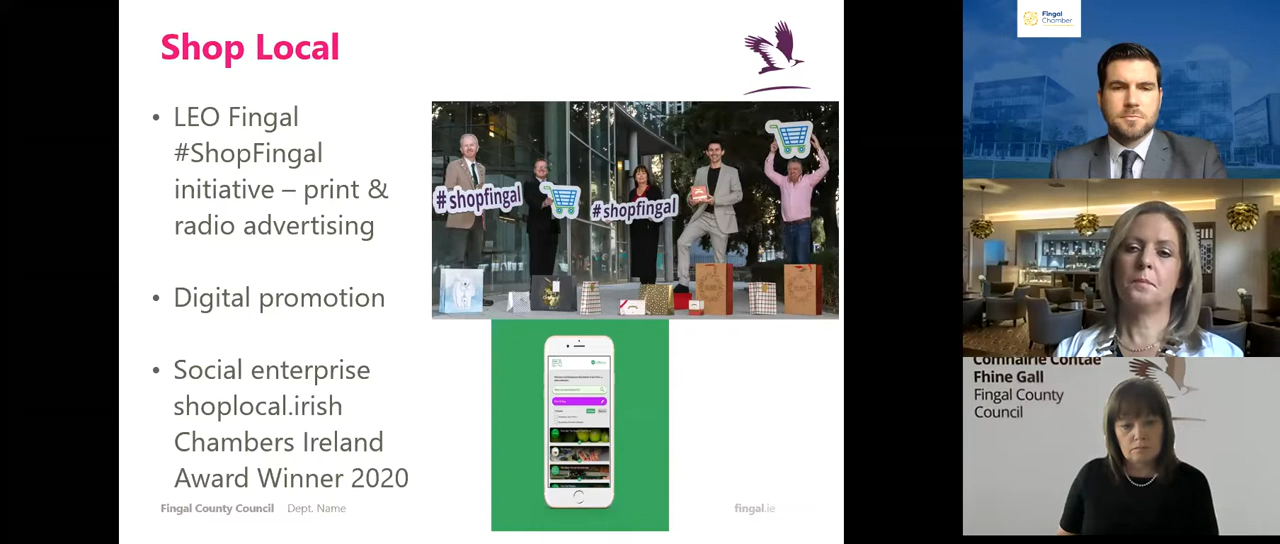 Shop Local
• LEO Fingal
#ShopFingal
initiative – print &
radio advertising
• Digital promotion
• Social enterprise
shoplocal.irish
Chambers Ireland
Award Winner 2020
#shopfingal
#shopfingal
Fingal County Council Dept. Name
fingal.ie
Fingal
Chamber
Comhairle Contae
Fhine Gall
Fingal County
Council